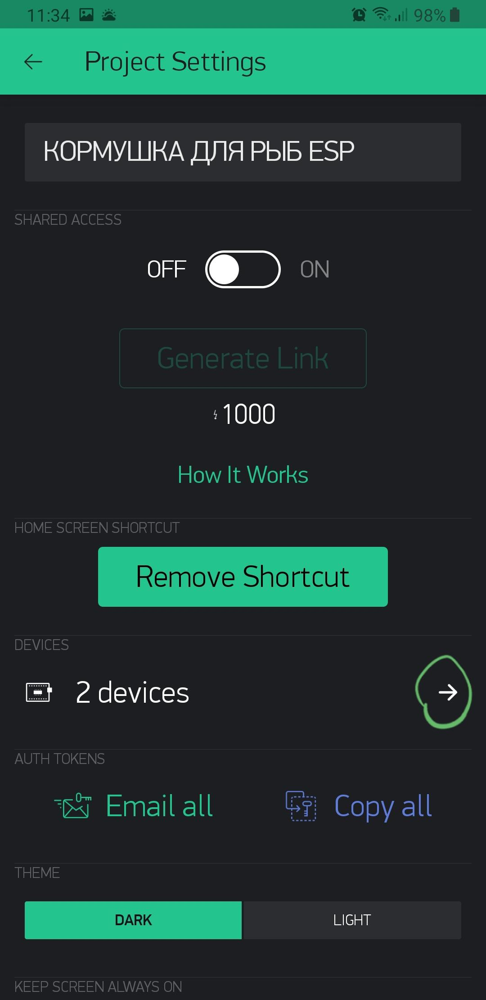 11:34 98%
Project Settings
КОРМУШКА ДЛЯ РЫБ ESP
SHARED ACCESS
OFF ON
Generate Link
1000
How It Works
HOME SCREEN SHORTCUT
Remove Shortcut
DEVICES
2 devices
AUTH TOKENS
Email all Copy all
THEME
DARK LIGHT
KEEP SCREEN ALWAYS ON